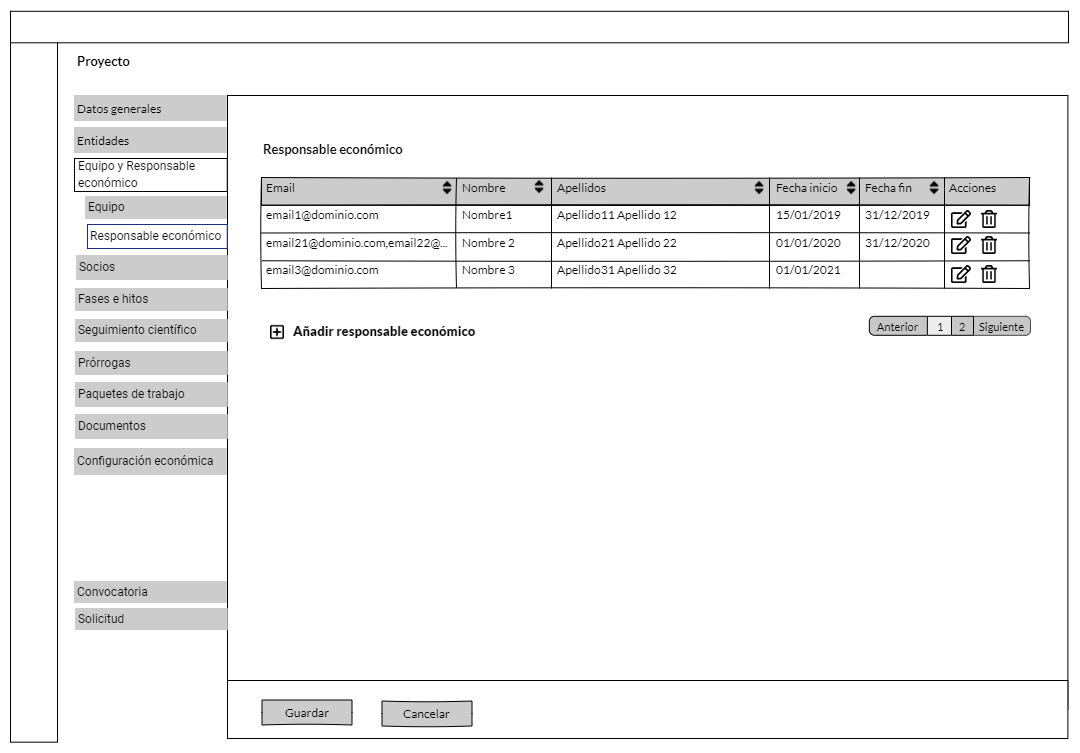 Proyecto
Datos generales
Entidades
Equipo y Responsable
económico
Equipo
Responsable económico
Socios
Fases e hitos
Seguimiento científico
Prórrogas
Paquetes de trabajo
Documentos
Configuración económica
Convocatoria
Solicitud
Responsable económico
Email Nombre Apellidos Fecha inicio Fecha fin Acciones
email1@dominio.com Nombre1 Apellido11 Apellido 12 15/01/2019 31/12/2019
email21@dominio.com,email22@... Nombre 2 Apellido21 Apellido 22 01/01/2020 31/12/2020
email3@dominio.com Nombre 3 Apellido31 Apellido 32 01/01/2021
Añadir responsable económico
Anterior 1 2 Siguiente
Guardar Cancelar